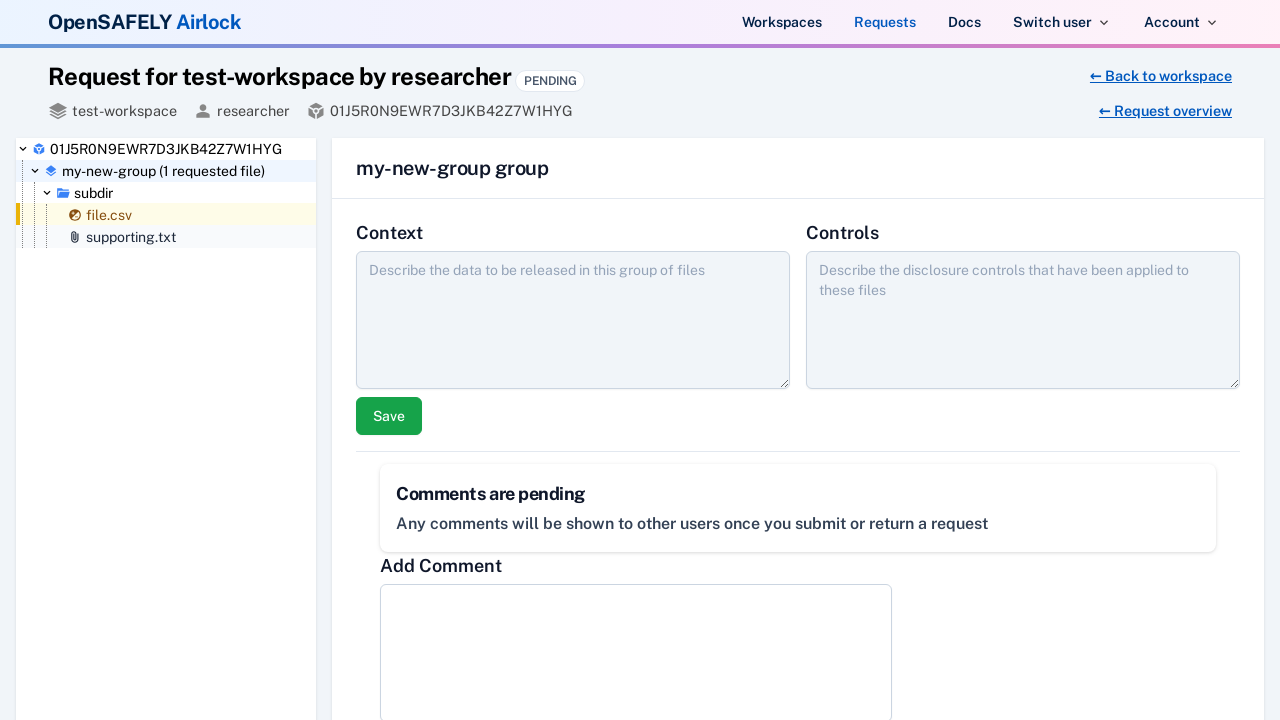 OpenSAFELY Airlock
Workspaces
Requests
Docs
Switch user
Account
Request for test-workspace by researcher
PENDING
← Back to workspace
test-workspace
researcher
01J5R0N9EWR7D3JKB42Z7W1HYG
← Request overview
01J5R0N9EWR7D3JKB42Z7W1HYG
my-new-group (1 requested file)
subdir
file.csv
supporting.txt
my-new-group group
Context
Describe the data to be released in this group of files
Controls
Describe the disclosure controls that have been applied to
these files
Save
Comments are pending
Any comments will be shown to other users once you submit or return a request
Add Comment